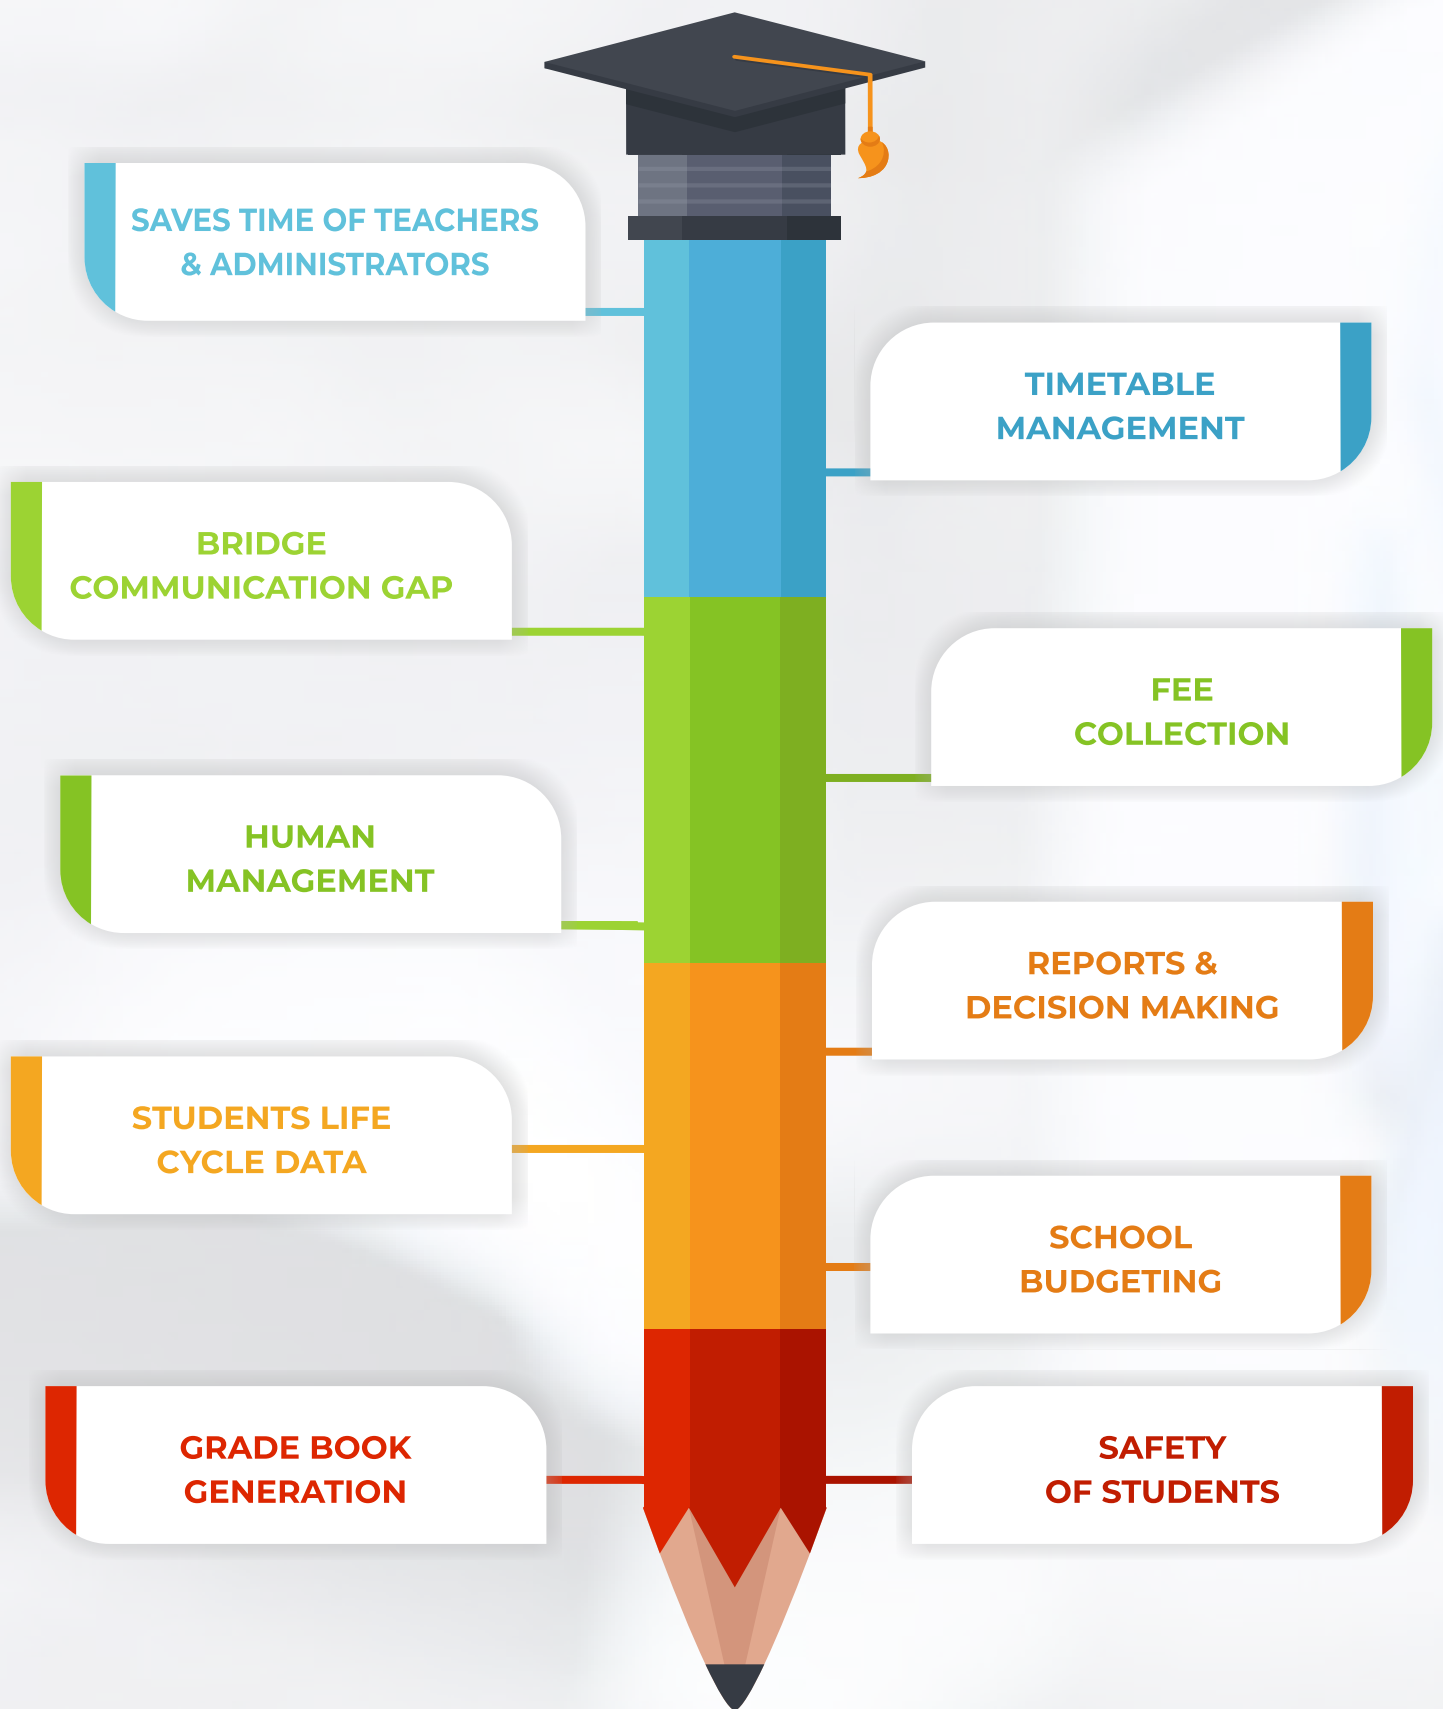 SAVES TIME OF TEACHERS
& ADMINISTRATORS
TIMETABLE
MANAGEMENT
BRIDGE
COMMUNICATION GAP
FEE
COLLECTION
HUMAN
MANAGEMENT
REPORTS &
DECISION MAKING
STUDENTS LIFE
CYCLE DATA
SCHOOL
BUDGETING
GRADE BOOK
GENERATION
SAFETY
OF STUDENTS